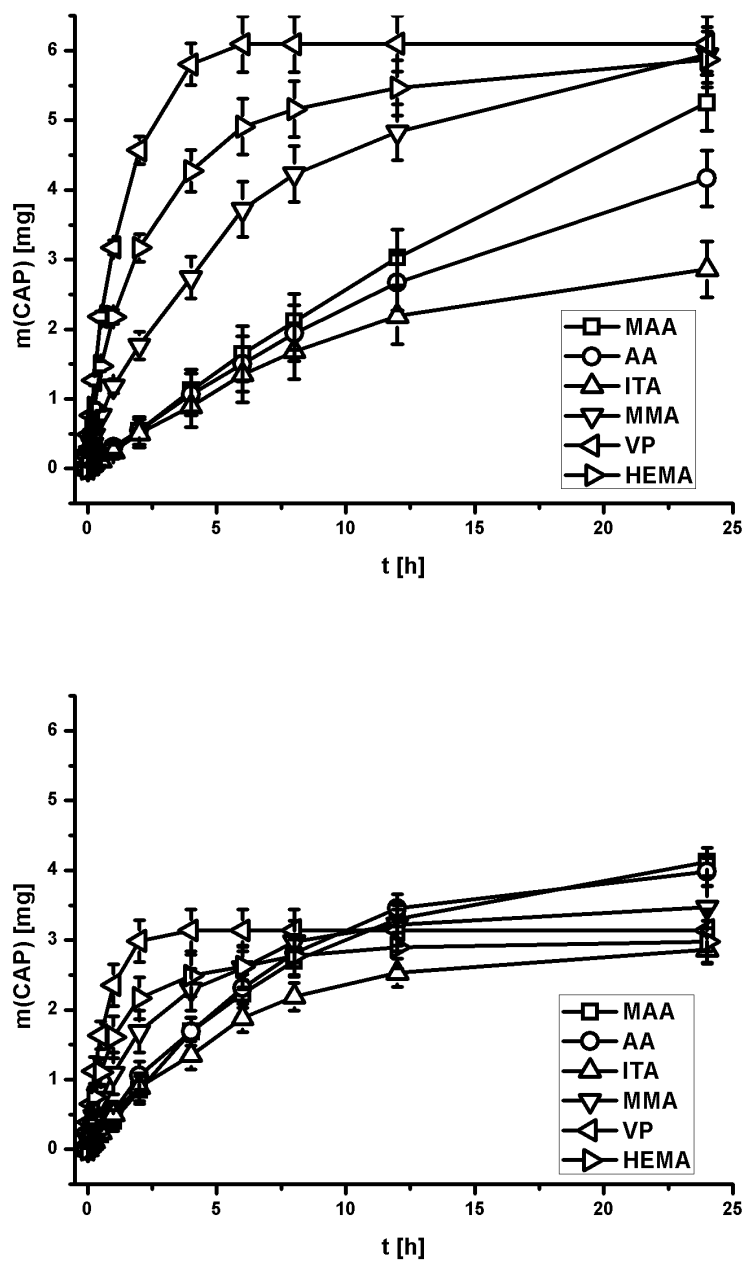 6
5
4
3
2
1
0
m(CAP) [mg]
MAA
AA
ITA
MMA
VP
HEMA
0 5 10 15 20 25
t [h]
6
5
4
3
2
1
0
m(CAP) [mg]
MAA
AA
ITA
MMA
VP
HEMA
0 5 10 15 20 25
t [h]